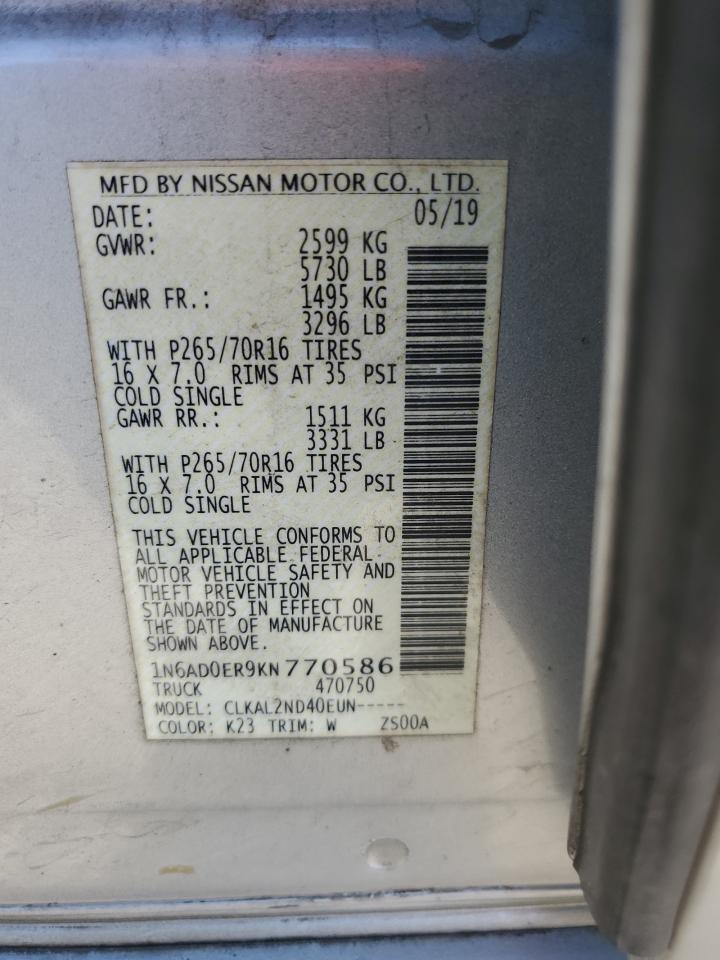 MFD BY NISSAN MOTOR CO., LTD.
DATE: 05/19
GVWR: 2599 KG
5730 LB
GAWR FR.: 1495 KG
3296 LB
WITH P265/70R16 TIRES
16 X 7.0 RIMS AT 35 PSI
COLD SINGLE
GAWR RR.: 1511 KG
3331 LB
WITH P265/70R16 TIRES
16 X 7.0 RIMS AT 35 PSI
COLD SINGLE
THIS VEHICLE CONFORMS TO
ALL APPLICABLE FEDERAL
MOTOR VEHICLE SAFETY AND
THEFT PREVENTION
STANDARDS IN EFFECT ON
THE DATE OF MANUFACTURE
SHOWN ABOVE.
1N6AD0ER9KN770586
TRUCK 470750
MODEL: CLKAL2ND40EUN-----
COLOR: K23 TRIM: W ZS00A